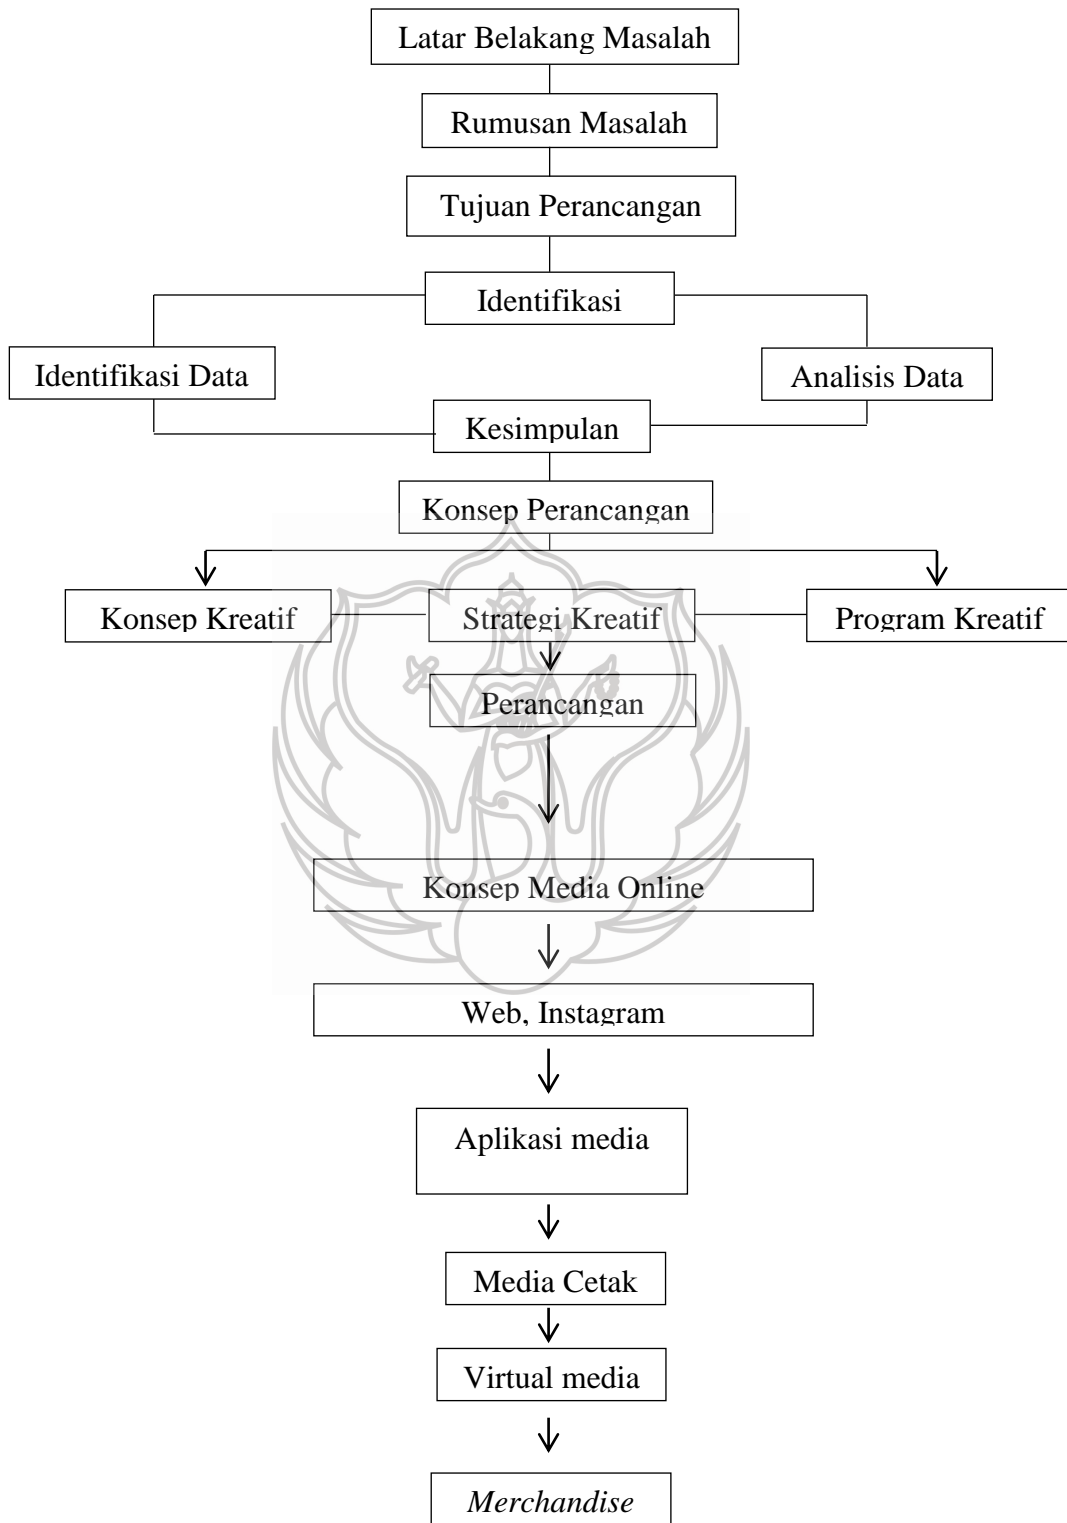 Latar Belakang Masalah
Rumusan Masalah
Tujuan Perancangan
Identifikasi
Identifikasi Data
Analisis Data
Kesimpulan
Konsep Perancangan
Konsep Kreatif
Strategi Kreatif
Program Kreatif
Perancangan
Konsep Media Online
Web, Instagram
Aplikasi media
Media Cetak
Virtual media
Merchandise